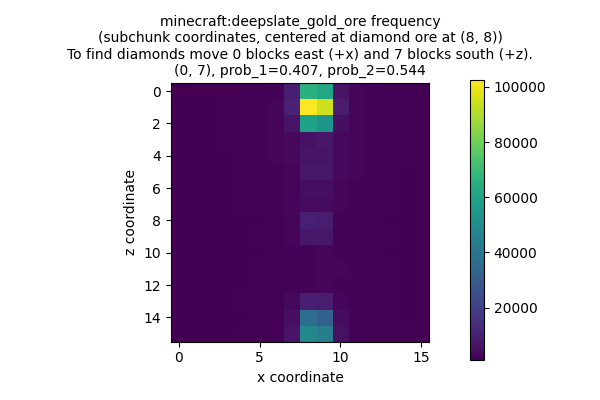 minecraft:deepslate_gold_ore frequency
(subchunk coordinates, centered at diamond ore at (8, 8))
To find diamonds move 0 blocks east (+x) and 7 blocks south (+z).
(0, 7), prob_1=0.407, prob_2=0.544
0
2
4
6
8
10
12
14
z coordinate
0
5
10
15
x coordinate
100000
80000
60000
40000
20000